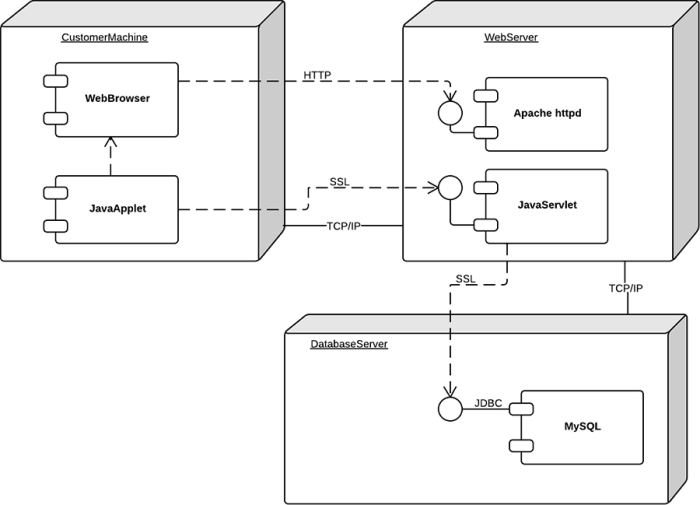 CustomerMachine
WebServer
HTTP
WebBrowser
Apache httpd
SSL
JavaApplet
JavaServlet
TCP/IP
SSL
TCP/IP
DatabaseServer
JDBC
MySQL